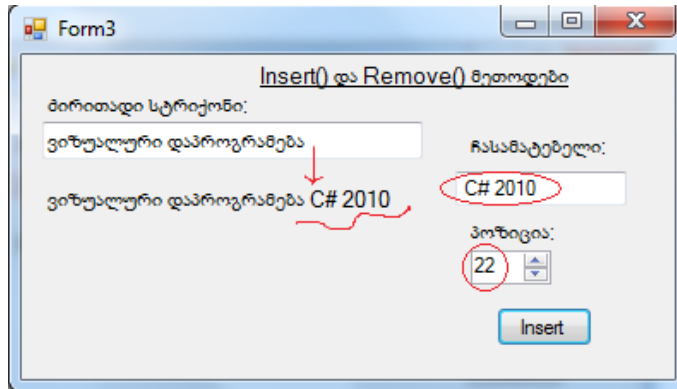 Form3
Insert() და Remove() მეთოდები
ძირითადი სტრიქონი:
ვიზუალური დაპროგრამება
ჩასამატებელი:
C# 2010
ვიზუალური დაპროგრამება C# 2010
პოზიცია:
22
Insert